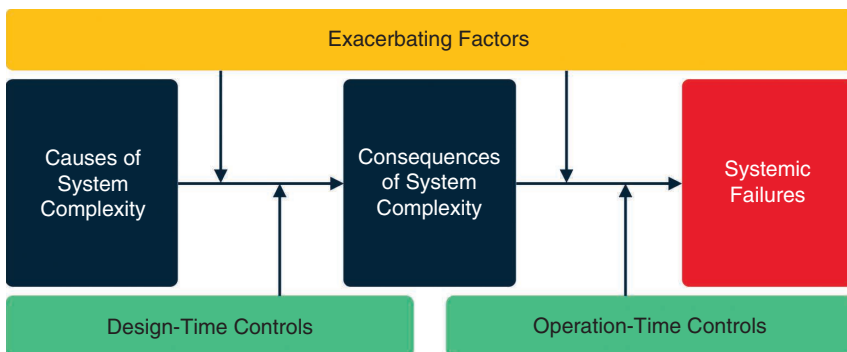 Exacerbating Factors
Causes of
System
Complexity
Consequences
of System
Complexity
Systemic
Failures
Design-Time Controls
Operation-Time Controls